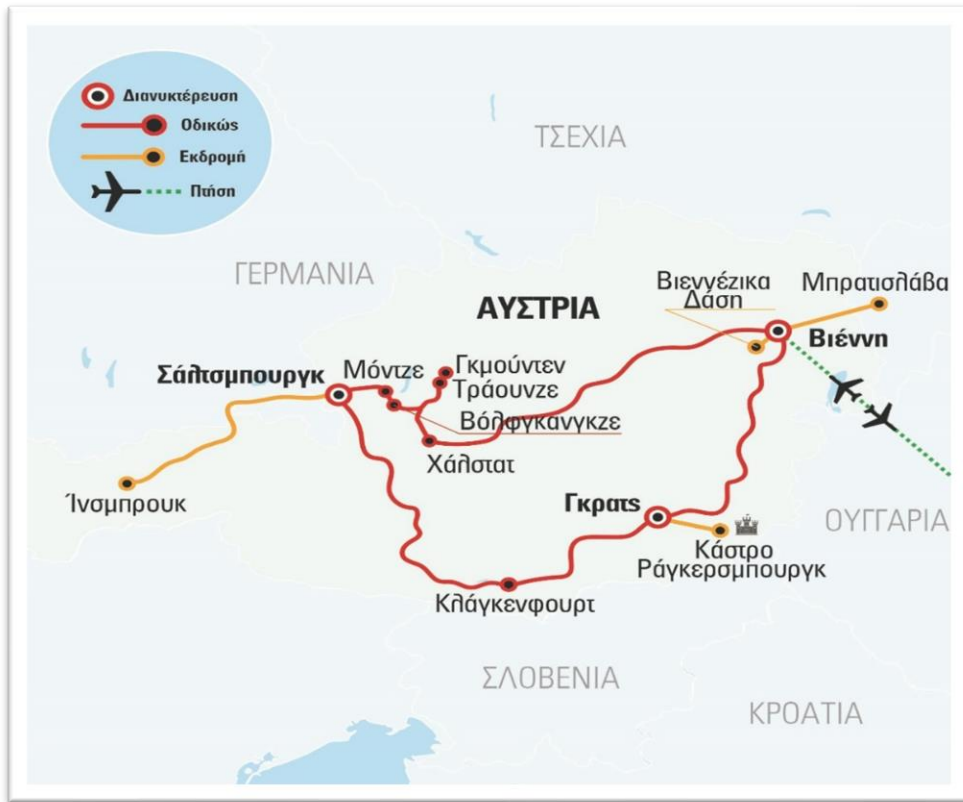 Διανυκτέρευση
Οδικώς
Εκδρομή
Πτήση
ΤΣΕΧΙΑ
ΓΕΡΜΑΝΙΑ
Βιεννέζικα
Δάση
Μπρατισλάβα
ΑΥΣΤΡΙΑ
Βιέννη
Σάλτσμπουργκ
Μόντζε
Γκμούντεν
Τράουνζε
Βόλφγκανγκζε
Χάλστατ
Ίνσμπρουκ
Γκρατς
ΟΥΓΓΑΡΙΑ
Κάστρο
Ράγκερσμπουργκ
Κλάγκενφουρτ
ΣΛΟΒΕΝΙΑ
ΚΡΟΑΤΙΑ